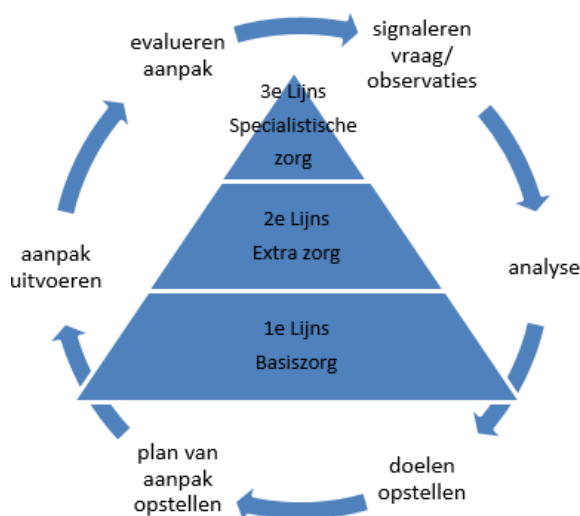 evalueren
aanpak
signaleren
vraag/
observaties
3e Lijns
Specialistische
zorg
2e Lijns
Extra zorg
aanpak
uitvoeren
analyse
1e Lijns
Basiszorg
plan van
aanpak
opstellen
doelen
opstellen